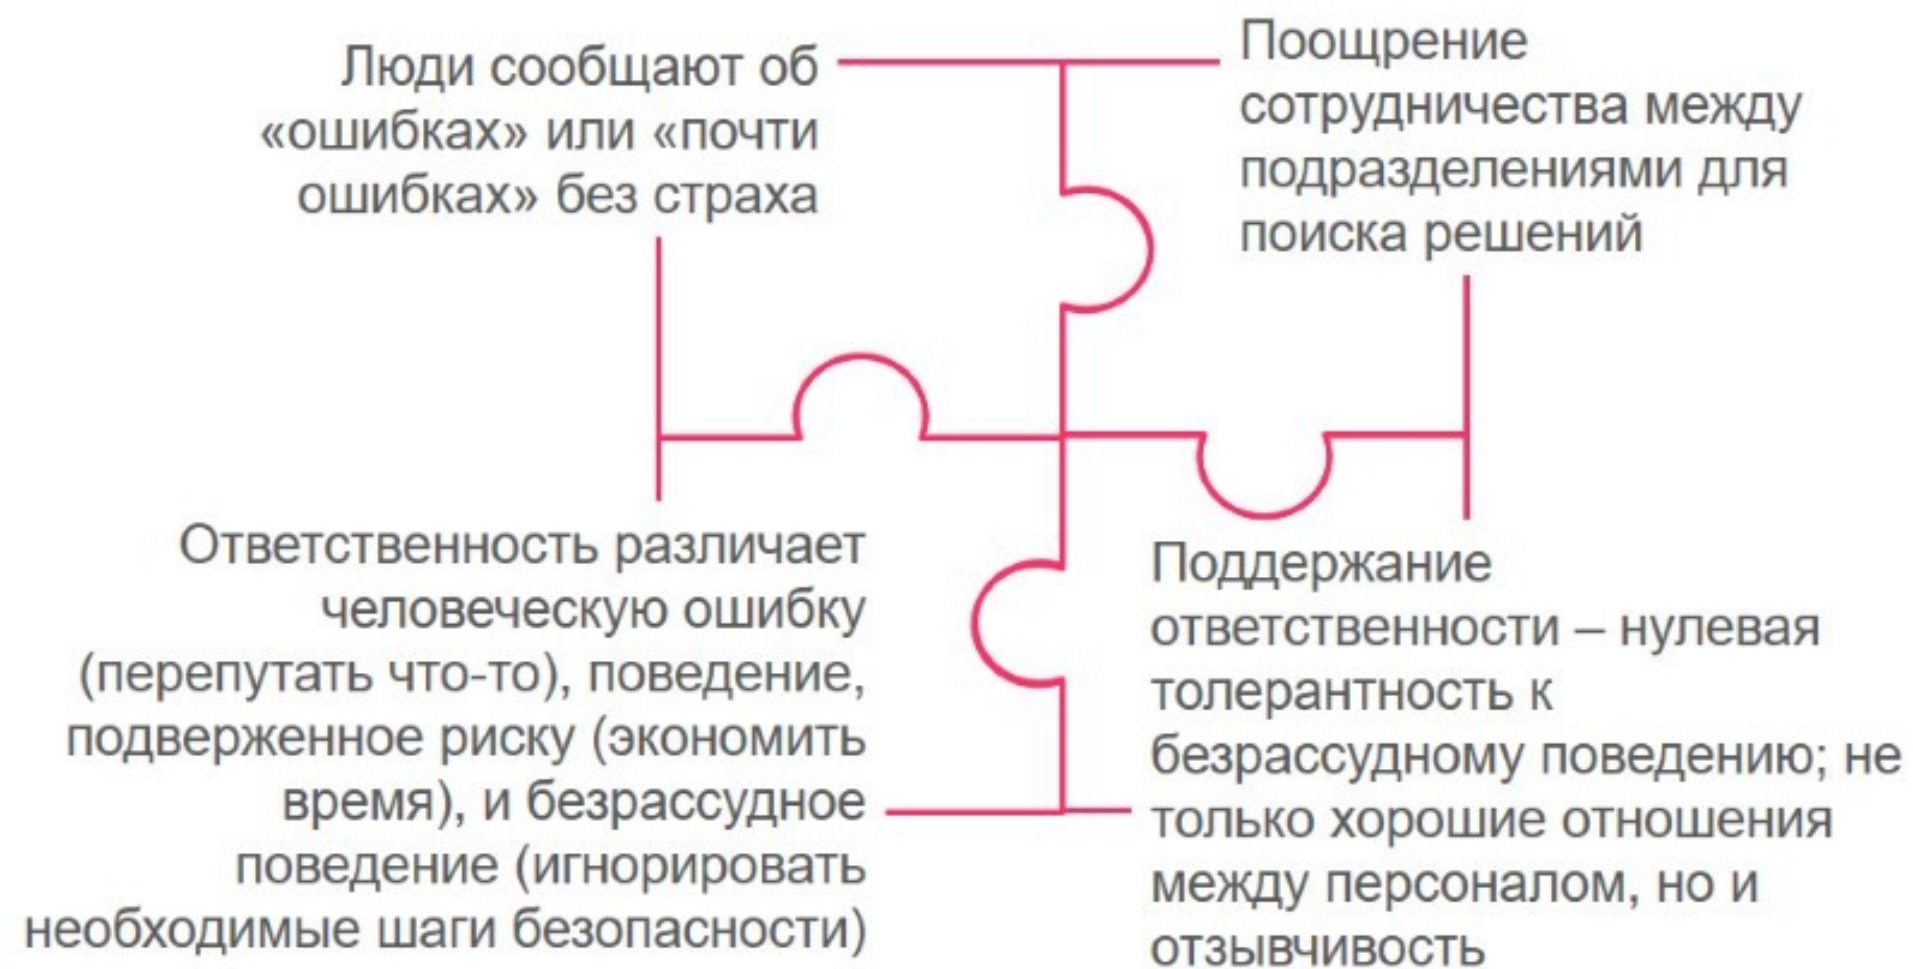 Люди сообщают об
«ошибках» или «почти
ошибках» без страха
Поощрение
сотрудничества между
подразделениями для
поиска решений
Ответственность различает
человеческую ошибку
(перепутать что-то), поведение,
подверженное риску (экономить
время), и безрассудное
поведение (игнорировать
необходимые шаги безопасности)
Поддержание
ответственности – нулевая
толерантность к
безрассудному поведению; не
только хорошие отношения
между персоналом, но и
отзывчивость